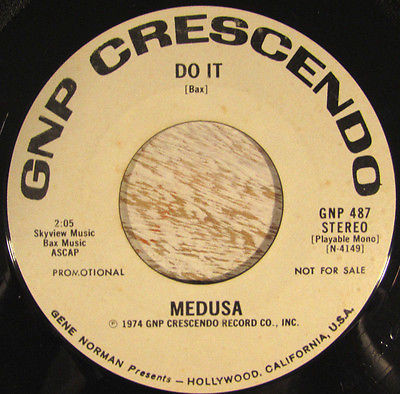 GNP CRESCENDO
DO IT
[Bax]
2:05
Skyview Music
Bax Music
ASCAP
GNP 487
STEREO
[Playable Mono]
[N-4149]
PROMOTIONAL
NOT FOR SALE
MEDUSA
℗ 1974 GNP CRESCENDO RECORD CO., INC.
GENE NORMAN Presents — HOLLYWOOD, CALIFORNIA, U.S.A.